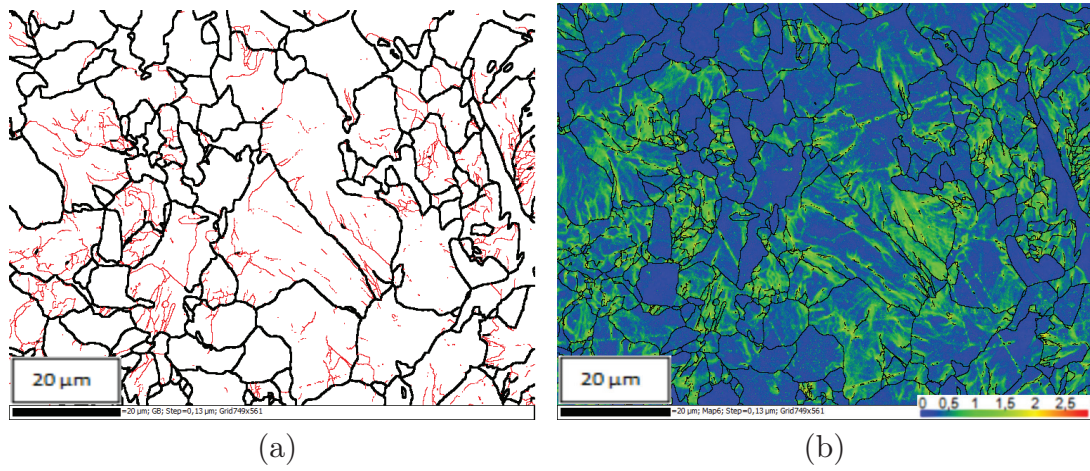 20 µm
=20 µm; GB; Step=0,13 µm; Grid749x561
(a)
20 µm
=20 µm; Map6; Step=0,13 µm; Grid749x561
0 0,5 1 1,5 2 2,5
(b)